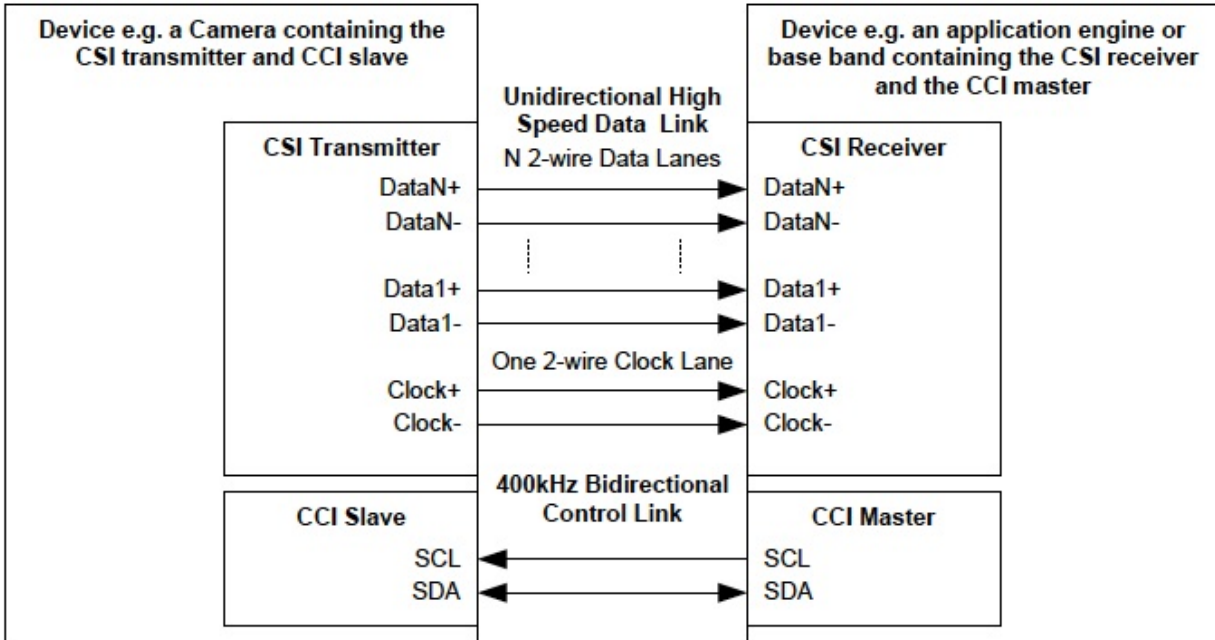 Device e.g. a Camera containing the
CSI transmitter and CCI slave
Device e.g. an application engine or
base band containing the CSI receiver
and the CCI master
Unidirectional High
Speed Data Link
N 2-wire Data Lanes
CSI Transmitter
DataN+
DataN-
Data1+
Data1-
Clock+
Clock-
One 2-wire Clock Lane
CSI Receiver
DataN+
DataN-
Data1+
Data1-
Clock+
Clock-
400kHz Bidirectional
Control Link
CCI Slave
SCL
SDA
CCI Master
SCL
SDA